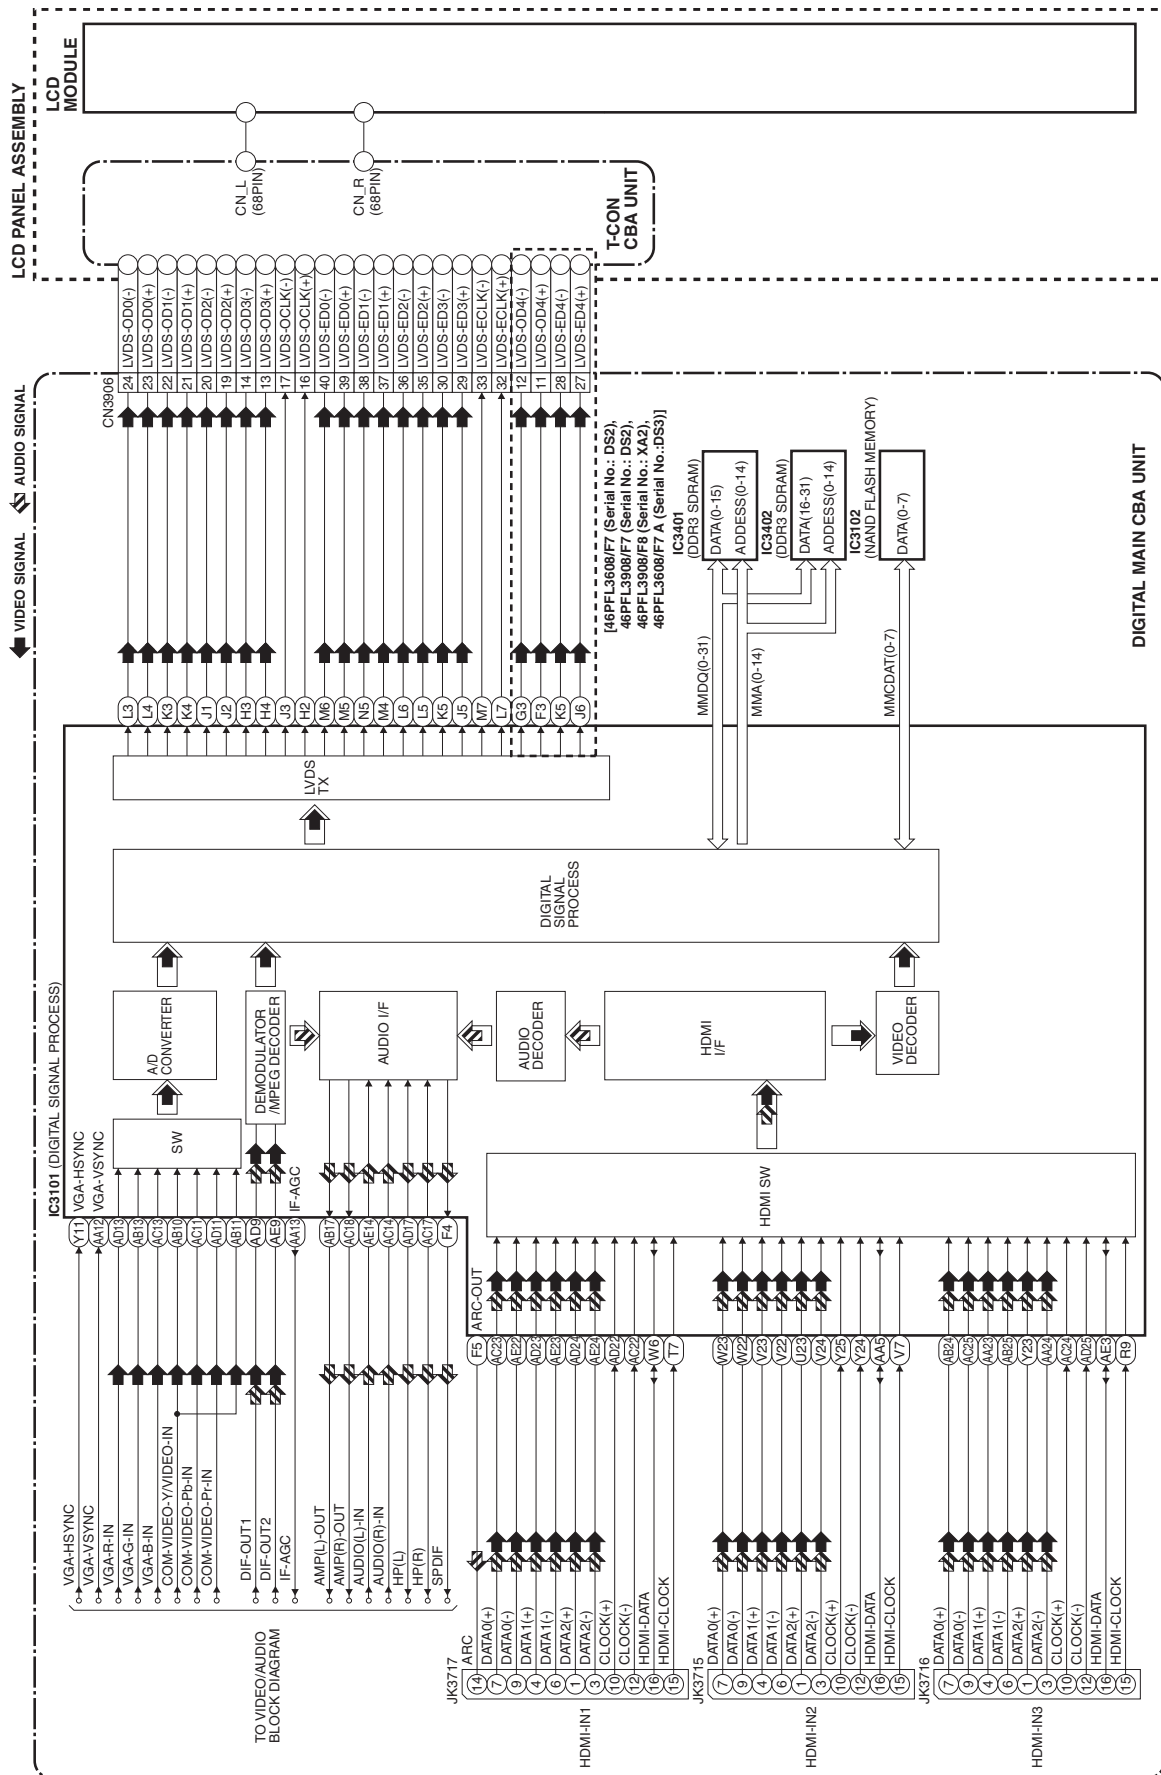 VIDEO SIGNAL
AUDIO SIGNAL
LCD PANEL ASSEMBLY
LCD
MODULE
CN_L
(68PIN)
CN_R
(68PIN)
T-CON
CBA UNIT
CN3906
24 LVDS-OD0(-)
23 LVDS-OD0(+)
22 LVDS-OD1(-)
21 LVDS-OD1(+)
20 LVDS-OD2(-)
19 LVDS-OD2(+)
14 LVDS-OD3(-)
13 LVDS-OD3(+)
17 LVDS-OCLK(-)
16 LVDS-OCLK(+)
40 LVDS-ED0(-)
39 LVDS-ED0(+)
38 LVDS-ED1(-)
37 LVDS-ED1(+)
36 LVDS-ED2(-)
35 LVDS-ED2(+)
30 LVDS-ED3(-)
29 LVDS-ED3(+)
33 LVDS-ECLK(-)
32 LVDS-ECLK(+)
12 LVDS-OD4(-)
11 LVDS-OD4(+)
28 LVDS-ED4(-)
27 LVDS-ED4(+)
[46PFL3608/F7 (Serial No.: DS2),
46PFL3908/F7 (Serial No.: DS2),
46PFL3908/F8 (Serial No.: XA2),
46PFL3608/F7 A (Serial No.:DS3)]
L3
L4
K3
K4
J1
J2
H3
H4
J3
H2
M6
M5
N5
M4
L6
L5
K5
J5
M7
L7
G3
F3
K5
J6
LVDS
TX
IC3401
(DDR3 SDRAM)
DATA(0-15)
ADDESS(0-14)
IC3402
(DDR3 SDRAM)
DATA(16-31)
ADDESS(0-14)
IC3102
(NAND FLASH MEMORY)
DATA(0-7)
MMDQ(0-31)
MMA(0-14)
MMCDAT(0-7)
DIGITAL MAIN CBA UNIT
DIGITAL
SIGNAL
PROCESS
IC3101 (DIGITAL SIGNAL PROCESS)
A/D
CONVERTER
DEMODULATOR
/MPEG DECODER
AUDIO I/F
AUDIO
DECODER
HDMI
I/F
VIDEO
DECODER
SW
HDMI SW
VGA-HSYNC
VGA-VSYNC
IF-AGC
ARC-OUT
Y11
AA12
AD13
AB13
AC13
AB10
AC11
AD11
AB11
AD9
AE9
AA13
AB17
AC18
AE14
AC14
AD17
AC17
F4
F5
AC23
AE22
AD23
AE23
AD24
AE24
AD22
AC22
W6
T7
W23
W22
V23
V22
U23
V24
Y25
Y24
AA5
V7
AB24
AC25
AA23
AB25
Y23
AA24
AC24
AD25
AE3
R9
VGA-HSYNC
VGA-VSYNC
VGA-R-IN
VGA-G-IN
VGA-B-IN
COM-VIDEO-Y/VIDEO-IN
COM-VIDEO-Pb-IN
COM-VIDEO-Pr-IN
DIF-OUT1
DIF-OUT2
IF-AGC
AMP(L)-OUT
AMP(R)-OUT
AUDIO(L)-IN
AUDIO(R)-IN
HP(L)
HP(R)
SPDIF
TO VIDEO/AUDIO
BLOCK DIAGRAM
JK3717
14 ARC
7 DATA0(+)
9 DATA0(-)
4 DATA1(+)
6 DATA1(-)
1 DATA2(+)
3 DATA2(-)
10 CLOCK(+)
12 CLOCK(-)
16 HDMI-DATA
15 HDMI-CLOCK
HDMI-IN1
JK3715
7 DATA0(+)
9 DATA0(-)
4 DATA1(+)
6 DATA1(-)
1 DATA2(+)
3 DATA2(-)
10 CLOCK(+)
12 CLOCK(-)
16 HDMI-DATA
15 HDMI-CLOCK
HDMI-IN2
JK3716
7 DATA0(+)
9 DATA0(-)
4 DATA1(+)
6 DATA1(-)
1 DATA2(+)
3 DATA2(-)
10 CLOCK(+)
12 CLOCK(-)
16 HDMI-DATA
15 HDMI-CLOCK
HDMI-IN3